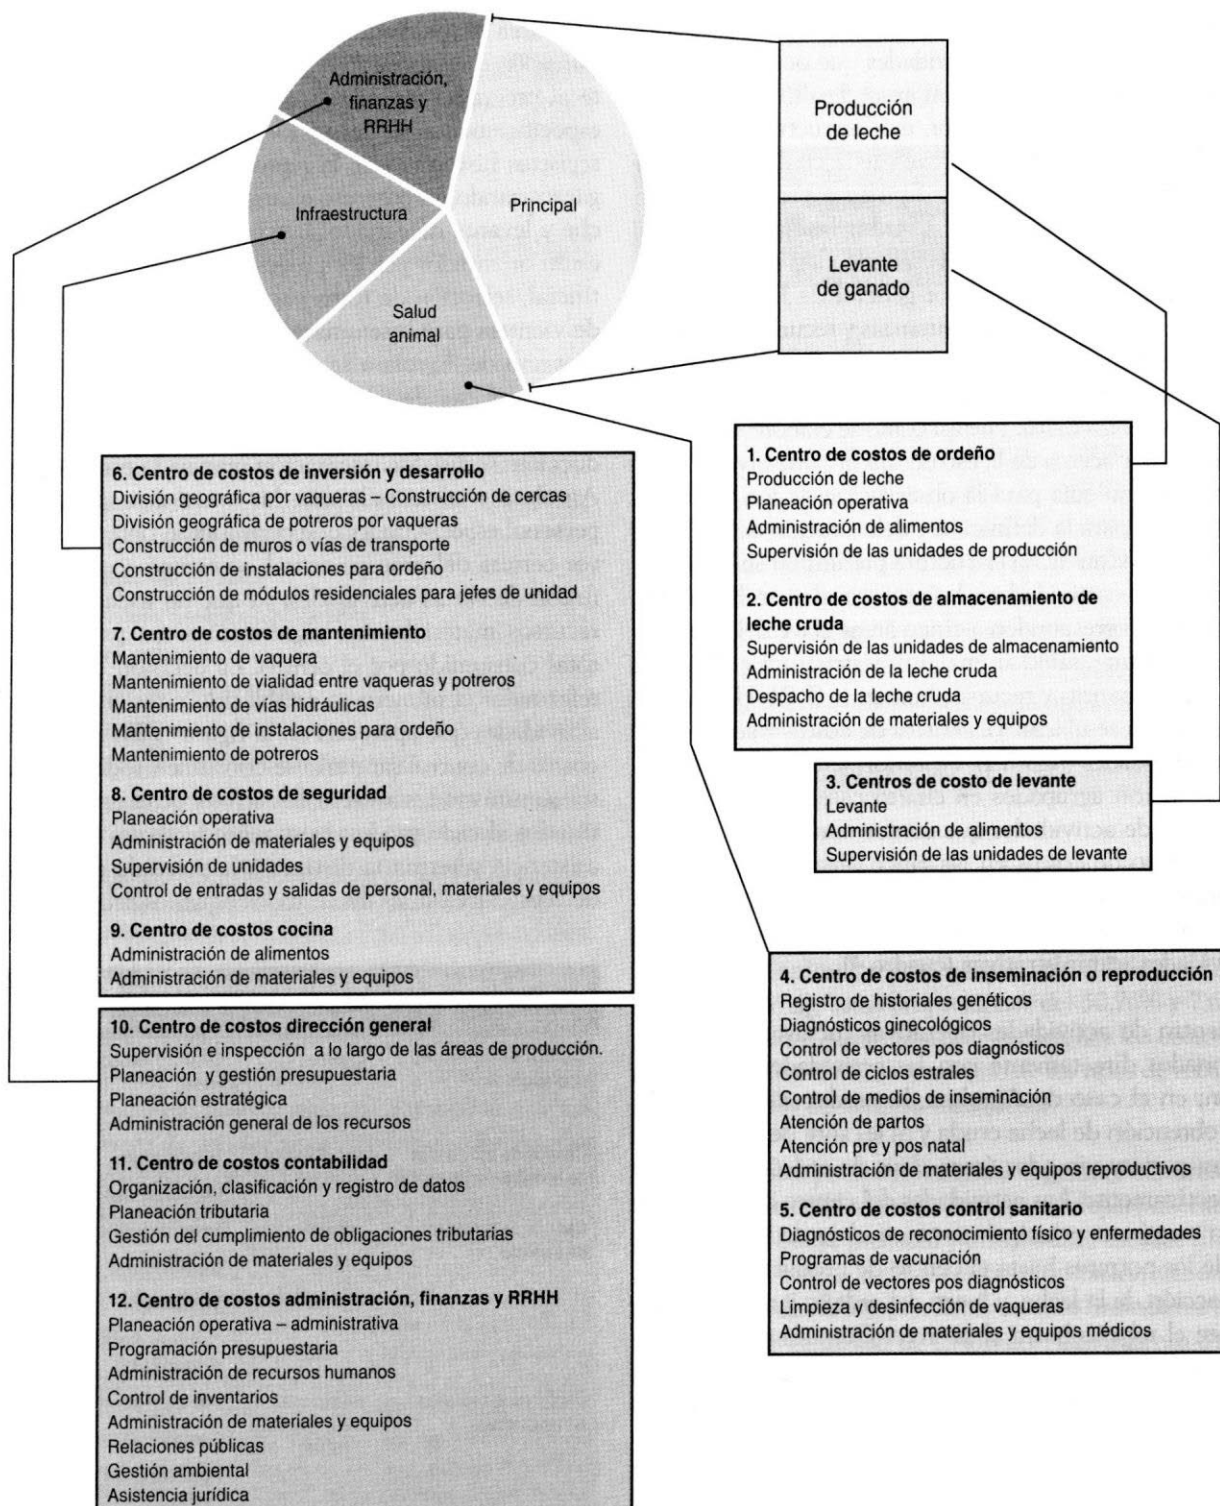 Administración,
finanzas y
RRHH
Infraestructura
Principal
Salud
animal
Producción
de leche
Levante
de ganado
1. Centro de costos de ordeño
Producción de leche
Planeación operativa
Administración de alimentos
Supervisión de las unidades de producción
2. Centro de costos de almacenamiento de
leche cruda
Supervisión de las unidades de almacenamiento
Administración de la leche cruda
Despacho de la leche cruda
Administración de materiales y equipos
3. Centros de costo de levante
Levante
Administración de alimentos
Supervisión de las unidades de levante
4. Centro de costos de inseminación o reproducción
Registro de historiales genéticos
Diagnósticos ginecológicos
Control de vectores pos diagnósticos
Control de ciclos estrales
Control de medios de inseminación
Atención de partos
Atención pre y pos natal
Administración de materiales y equipos reproductivos
5. Centro de costos control sanitario
Diagnósticos de reconocimiento físico y enfermedades
Programas de vacunación
Control de vectores pos diagnósticos
Limpieza y desinfección de vaqueras
Administración de materiales y equipos médicos
6. Centro de costos de inversión y desarrollo
División geográfica por vaqueras – Construcción de cercas
División geográfica de potreros por vaqueras
Construcción de muros o vías de transporte
Construcción de instalaciones para ordeño
Construcción de módulos residenciales para jefes de unidad
7. Centro de costos de mantenimiento
Mantenimiento de vaquera
Mantenimiento de vialidad entre vaqueras y potreros
Mantenimiento de vías hidráulicas
Mantenimiento de instalaciones para ordeño
Mantenimiento de potreros
8. Centro de costos de seguridad
Planeación operativa
Administración de materiales y equipos
Supervisión de unidades
Control de entradas y salidas de personal, materiales y equipos
9. Centro de costos cocina
Administración de alimentos
Administración de materiales y equipos
10. Centro de costos dirección general
Supervisión e inspección a lo largo de las áreas de producción.
Planeación y gestión presupuestaria
Planeación estratégica
Administración general de los recursos
11. Centro de costos contabilidad
Organización, clasificación y registro de datos
Planeación tributaria
Gestión del cumplimiento de obligaciones tributarias
Administración de materiales y equipos
12. Centro de costos administración, finanzas y RRHH
Planeación operativa – administrativa
Programación presupuestaria
Administración de recursos humanos
Control de inventarios
Administración de materiales y equipos
Relaciones públicas
Gestión ambiental
Asistencia jurídica